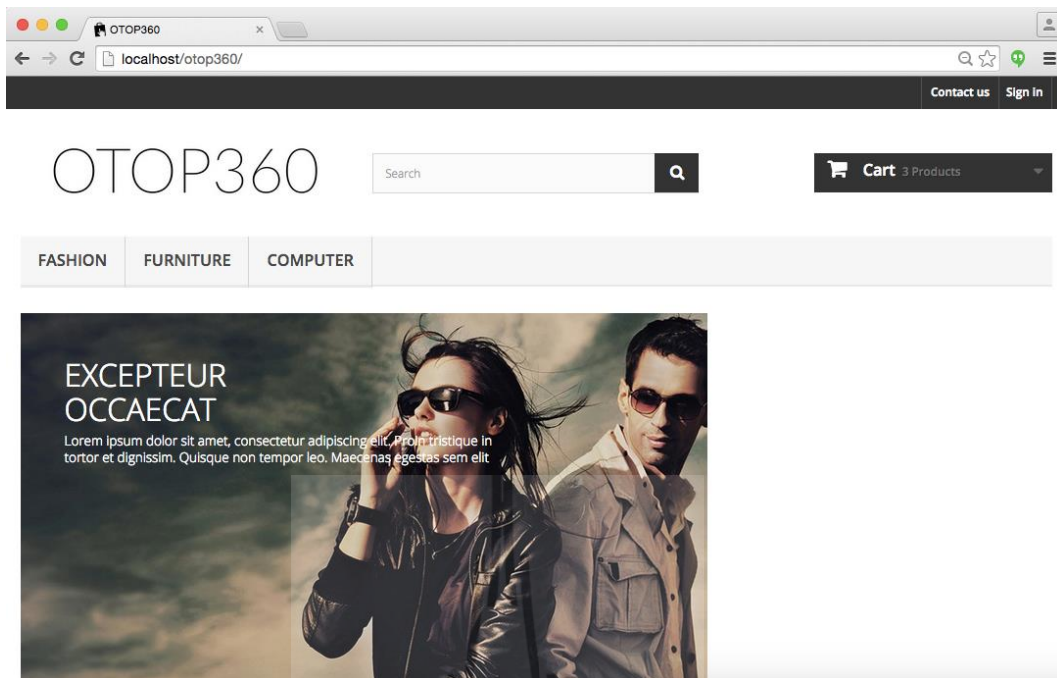 OTOP360
localhost/otop360/
Contact us Sign in
OTOP360
Search
Cart 3 Products
FASHION FURNITURE COMPUTER
EXCEPTEUR
OCCAECAT
Lorem ipsum dolor sit amet, consectetur adipiscing elit. Proin tristique in
tortor et dignissim. Quisque non tempor leo. Maecenas egestas sem elit